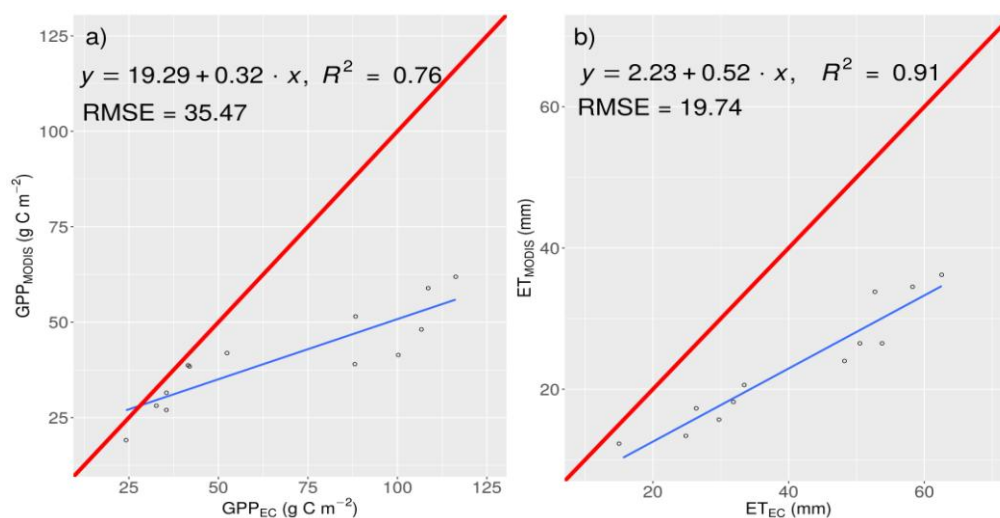 a)
y = 19.29 + 0.32 · x, R² = 0.76
RMSE = 35.47
125
100
75
50
25
GPP_MODIS (g C m⁻²)
25 50 75 100 125
GPP_EC (g C m⁻²)
b)
y = 2.23 + 0.52 · x, R² = 0.91
RMSE = 19.74
60
40
20
ET_MODIS (mm)
20 40 60
ET_EC (mm)